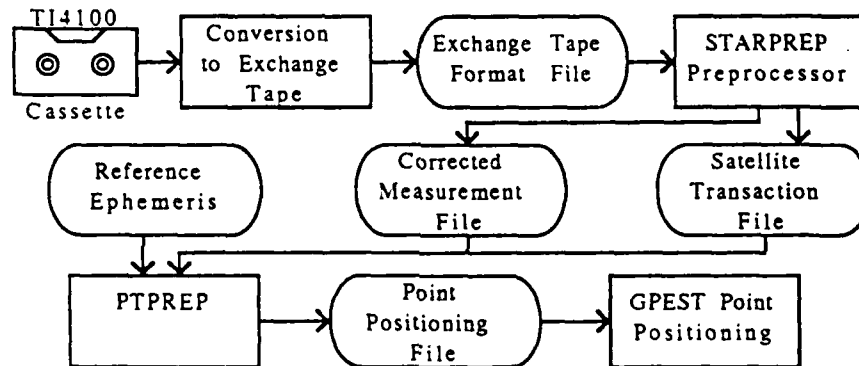 TI4100
Cassette
Conversion
to Exchange
Tape
Exchange Tape
Format File
STARPREP
Preprocessor
Reference
Ephemeris
Corrected
Measurement
File
Satellite
Transaction
File
PTPREP
Point
Positioning
File
GPEST Point
Positioning